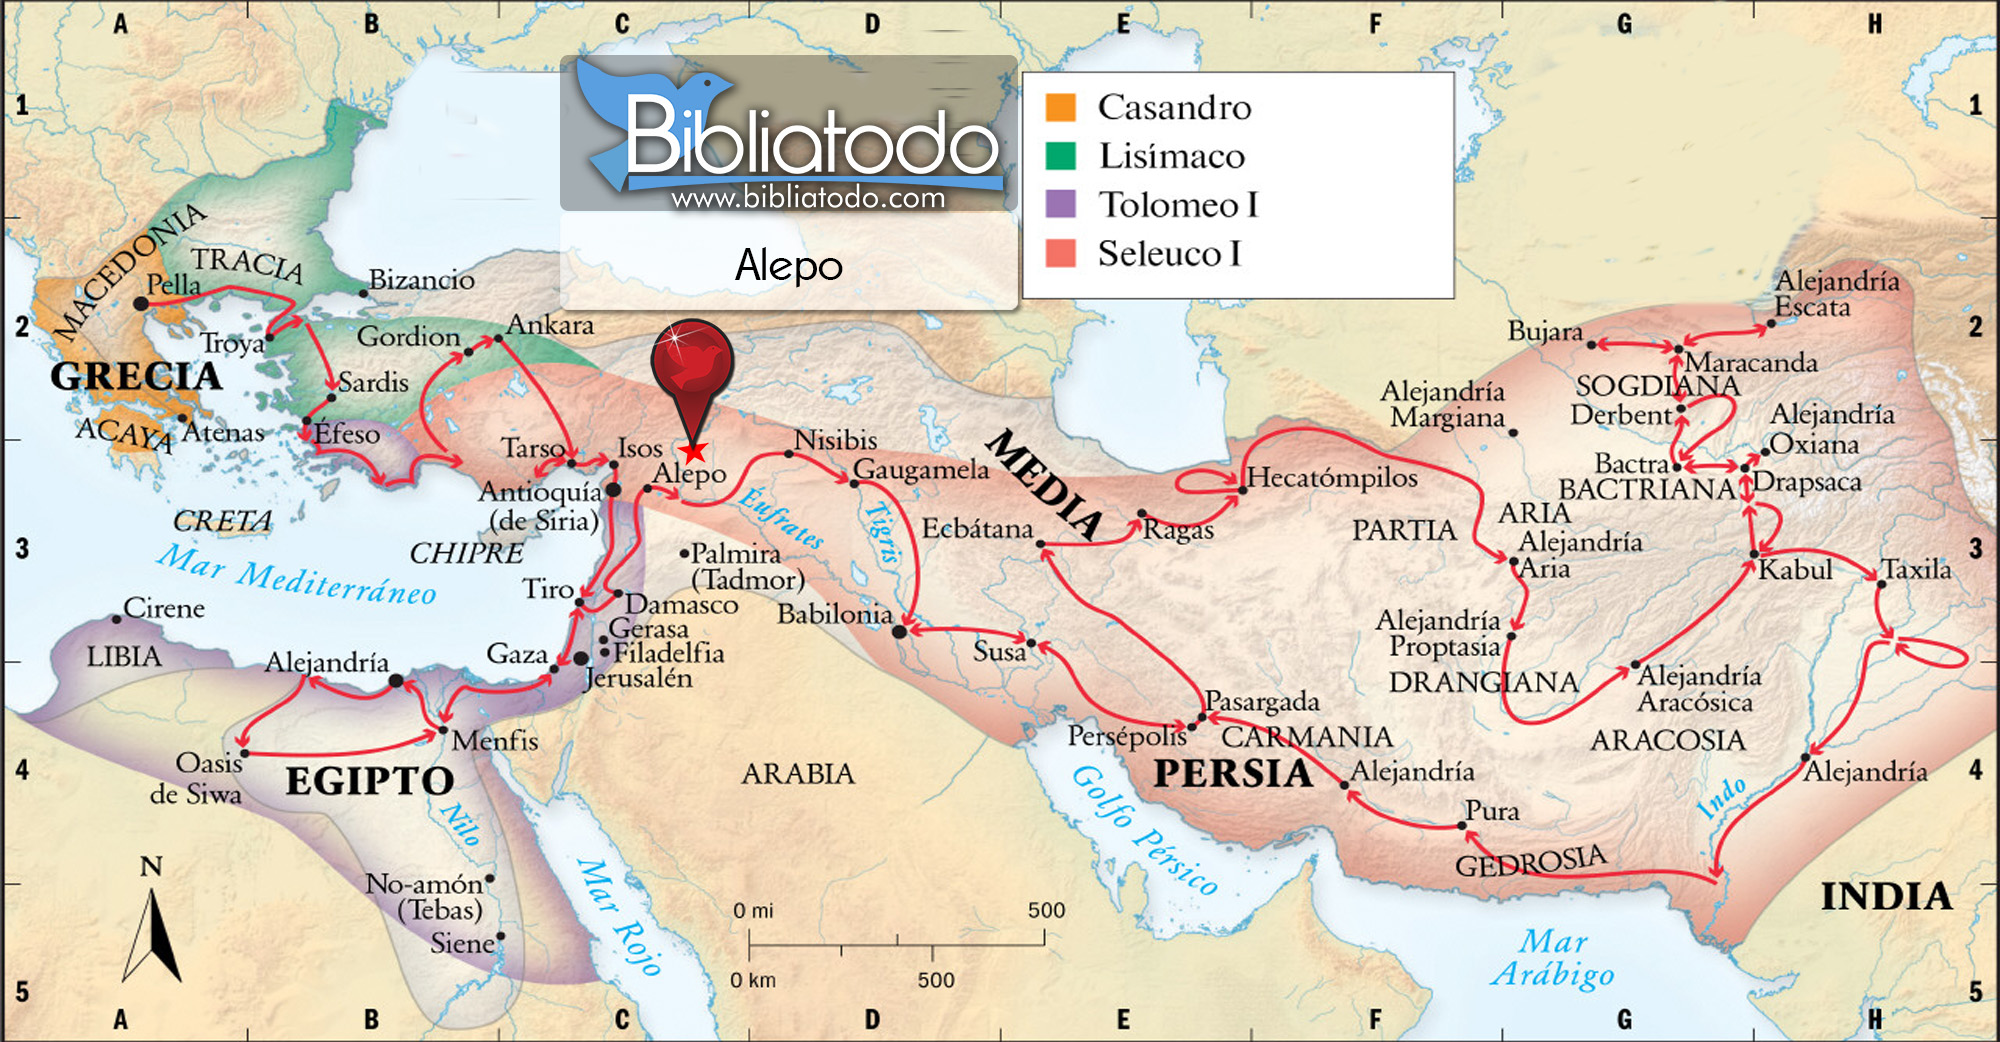 A B C D E F G H
1 1
Bibliatodo
www.bibliatodo.com
Alepo
Casandro
Lisímaco
Tolomeo I
Seleuco I
MACEDONIA
TRACIA
Pella
Bizancio
Alejandría
Escata
2 2
Troya
Gordion
Ankara
Bujara
Maracanda
GRECIA
Sardis
SOGDIANA
Alejandría
Margiana
Derbent
Alejandría
Oxiana
ACAYA
Atenas
Éfeso
Tarso
Isos
Alepo
Nisibis
Gaugamela
MEDIA
Hecatómpilos
Bactra
BACTRIANA
Drapsaca
Antioquía
(de Siria)
Éufrates
Tigris
Ecbátana
Ragas
PARTIA
ARIA
Alejandría
Aria
CRETA
CHIPRE
3 3
Mar Mediterráneo
Palmira
(Tadmor)
Kabul
Taxila
Cirene
Tiro
Damasco
Babilonia
Gerasa
Filadelfia
Susa
Alejandría
Proptasia
LIBIA
Alejandría
Gaza
Jerusalén
DRANGIANA
Alejandría
Aracósica
Pasargada
Persépolis
CARMANIA
ARACOSIA
Menfis
Oasis
de Siwa
EGIPTO
ARABIA
PERSIA
Alejandría
Alejandría
4 4
Golfo Pérsico
Indo
Pura
Nilo
GEDROSIA
N
Mar Rojo
No-amón
(Tebas)
INDIA
Siene
0 mi 500
0 km 500
Mar
Arábigo
5 5
A B C D E F G H